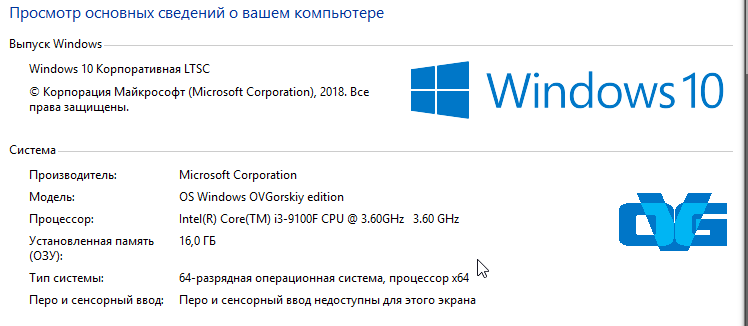 Просмотр основных сведений о вашем компьютере
Выпуск Windows
Windows 10 Корпоративная LTSC
© Корпорация Майкрософт (Microsoft Corporation), 2018. Все
права защищены.
Windows 10
Система
Производитель: Microsoft Corporation
Модель: OS Windows OVGorskiy edition
Процессор: Intel(R) Core(TM) i3-9100F CPU @ 3.60GHz 3.60 GHz
Установленная память 16,0 ГБ
(ОЗУ):
Тип системы: 64-разрядная операционная система, процессор x64
Перо и сенсорный ввод: Перо и сенсорный ввод недоступны для этого экрана
OVG